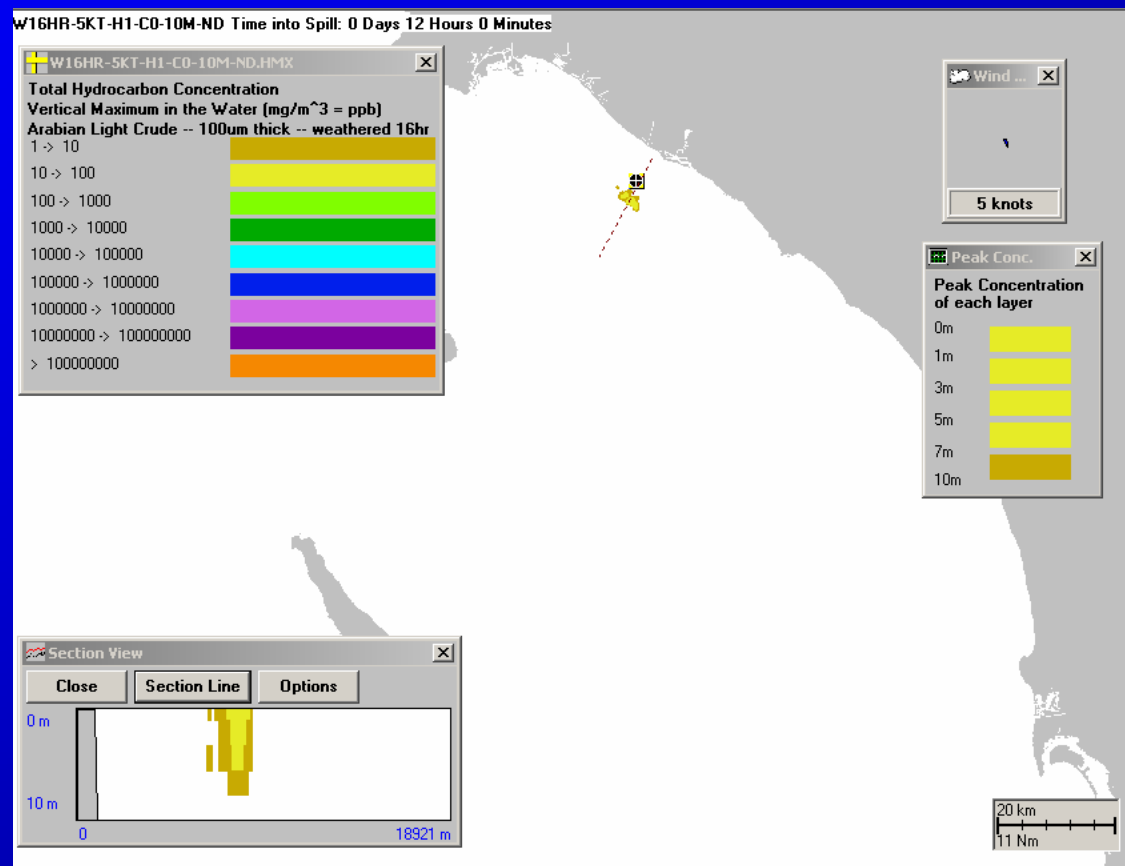 W16HR-5KT-H1-C0-10M-ND Time into Spill: 0 Days 12 Hours 0 Minutes
W16HR-5KT-H1-C0-10M-ND.HMX
Total Hydrocarbon Concentration
Vertical Maximum in the Water (mg/m^3 = ppb)
Arabian Light Crude -- 100um thick -- weathered 16hr
1 -> 10
10 -> 100
100 -> 1000
1000 -> 10000
10000 -> 100000
100000 -> 1000000
1000000 -> 10000000
10000000 -> 100000000
> 100000000
Wind ...
5 knots
Peak Conc.
Peak Concentration
of each layer
0m
1m
3m
5m
7m
10m
Section View
Close Section Line Options
0 m
10 m
0 18921 m
20 km
11 Nm